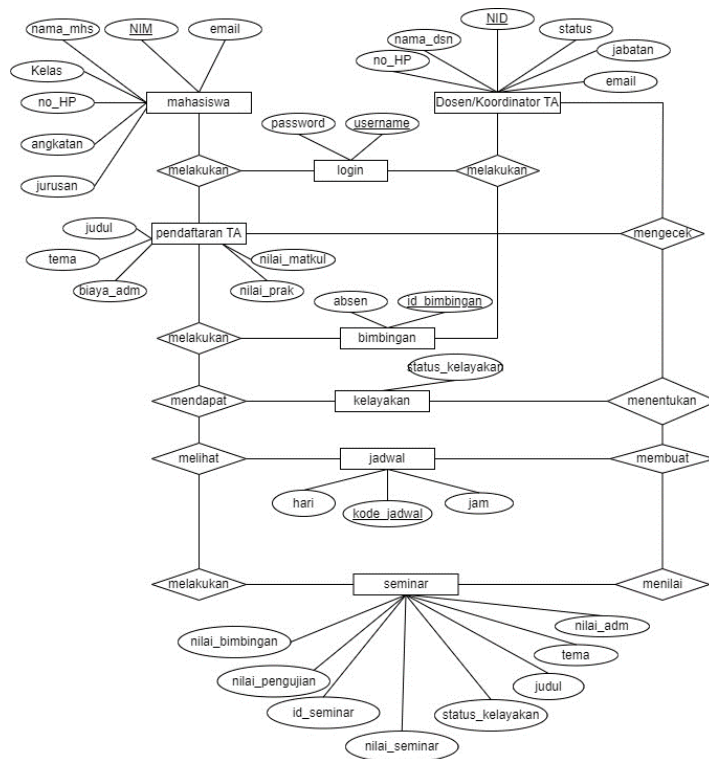 nama_mhs
NIM
email
Kelas
no_HP
angkatan
jurusan
mahasiswa
NID
nama_dsn
no_HP
status
jabatan
email
Dosen/Koordinator TA
password
username
melakukan
login
melakukan
judul
tema
biaya_adm
pendaftaran TA
nilai_matkul
nilai_prak
mengecek
absen
id_bimbingan
melakukan
bimbingan
status_kelayakan
mendapat
kelayakan
menentukan
melihat
jadwal
membuat
hari
kode_jadwal
jam
melakukan
seminar
menilai
nilai_bimbingan
nilai_pengujian
id_seminar
nilai_seminar
status_kelayakan
judul
tema
nilai_adm